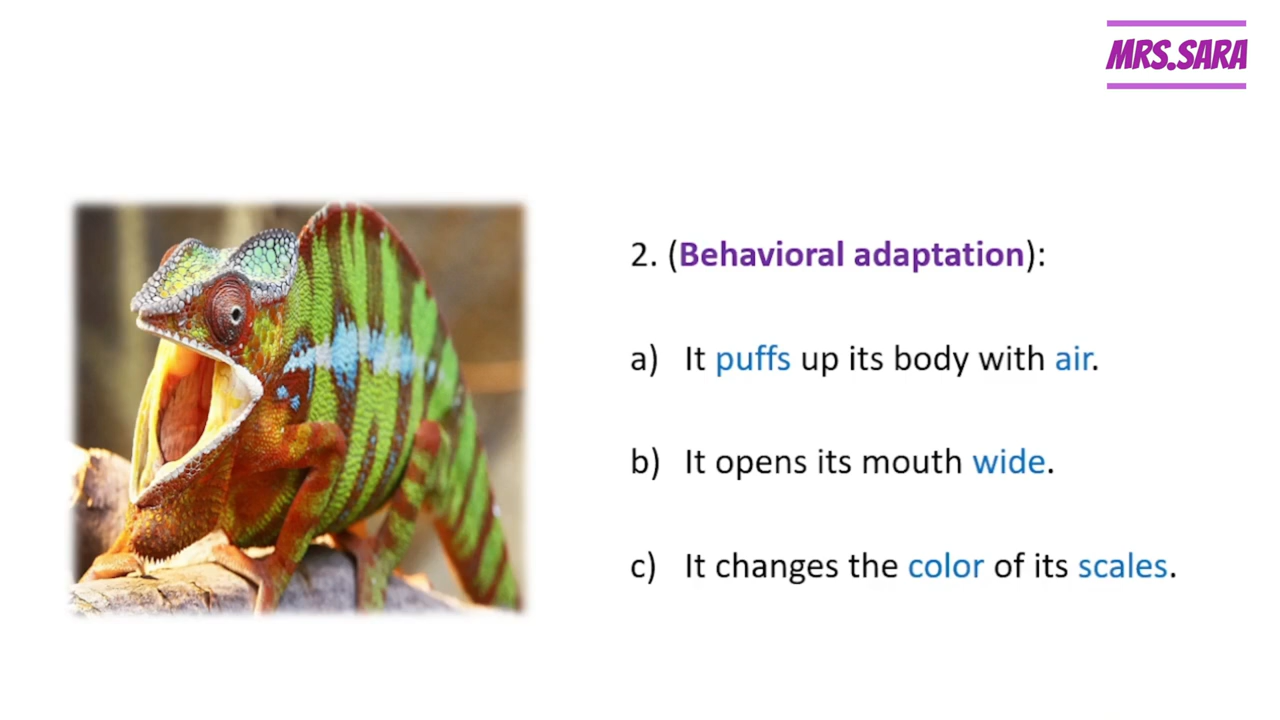 MRS.SARA
2. (Behavioral adaptation):
a) It puffs up its body with air.
b) It opens its mouth wide.
c) It changes the color of its scales.